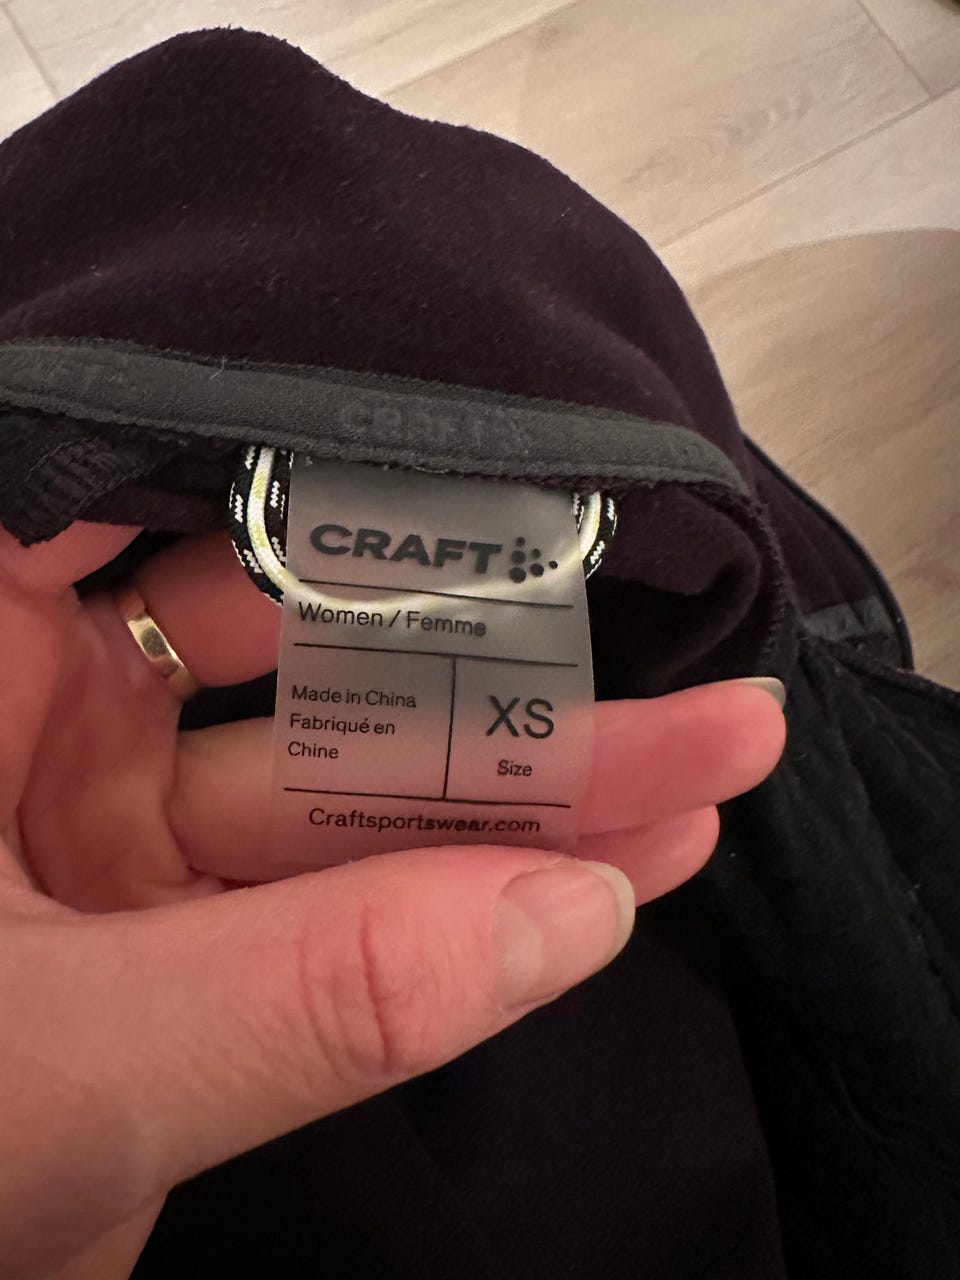 CRAFT
CRAFT
Women / Femme
Made in China
Fabriqué en
Chine
XS
Size
Craftsportswear.com